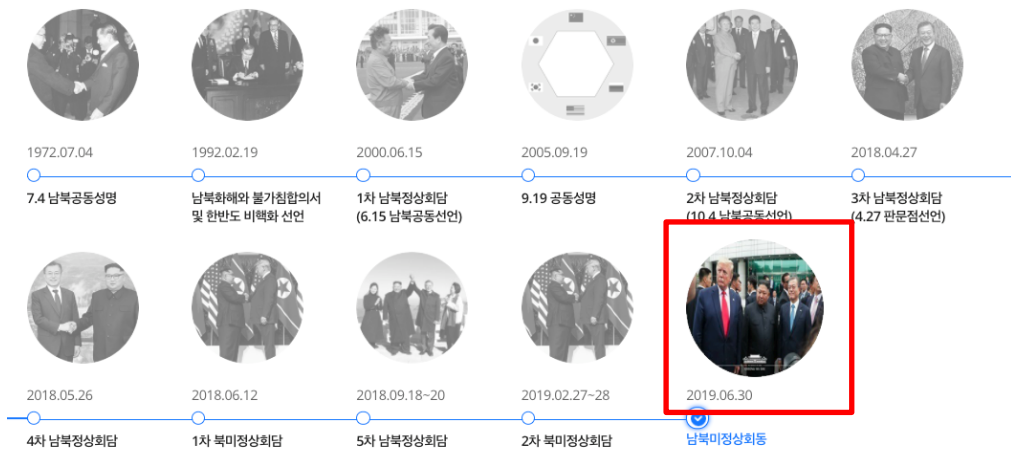 1972.07.04
7.4 남북공동성명
1992.02.19
남북화해와 불가침합의서
및 한반도 비핵화 선언
2000.06.15
1차 남북정상회담
(6.15 남북공동선언)
2005.09.19
9.19 공동성명
2007.10.04
2차 남북정상회담
(10.4 남북공동선언)
2018.04.27
3차 남북정상회담
(4.27 판문점선언)
2018.05.26
4차 남북정상회담
2018.06.12
1차 북미정상회담
2018.09.18~20
5차 남북정상회담
2019.02.27~28
2차 북미정상회담
2019.06.30
남북미정상회동